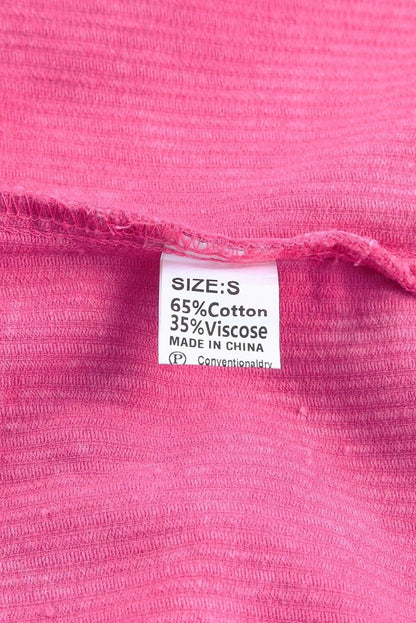 SIZE:S
65%Cotton
35%Viscose
MADE IN CHINA
Ⓟ Conventionaldry